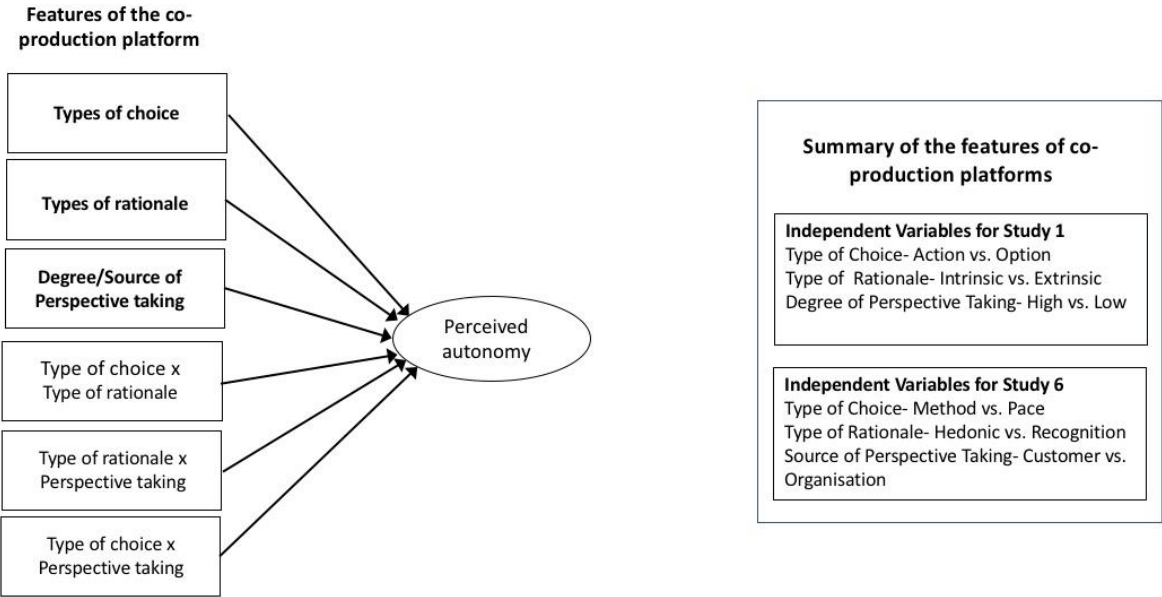 Features of the co-
production platform
Types of choice
Types of rationale
Degree/Source of
Perspective taking
Type of choice x
Type of rationale
Type of rationale x
Perspective taking
Type of choice x
Perspective taking
Perceived
autonomy
Summary of the features of co-
production platforms
Independent Variables for Study 1
Type of Choice- Action vs. Option
Type of  Rationale- Intrinsic vs. Extrinsic
Degree of Perspective Taking- High vs. Low
Independent Variables for Study 6
Type of Choice- Method vs. Pace
Type of Rationale- Hedonic vs. Recognition
Source of Perspective Taking- Customer vs.
Organisation